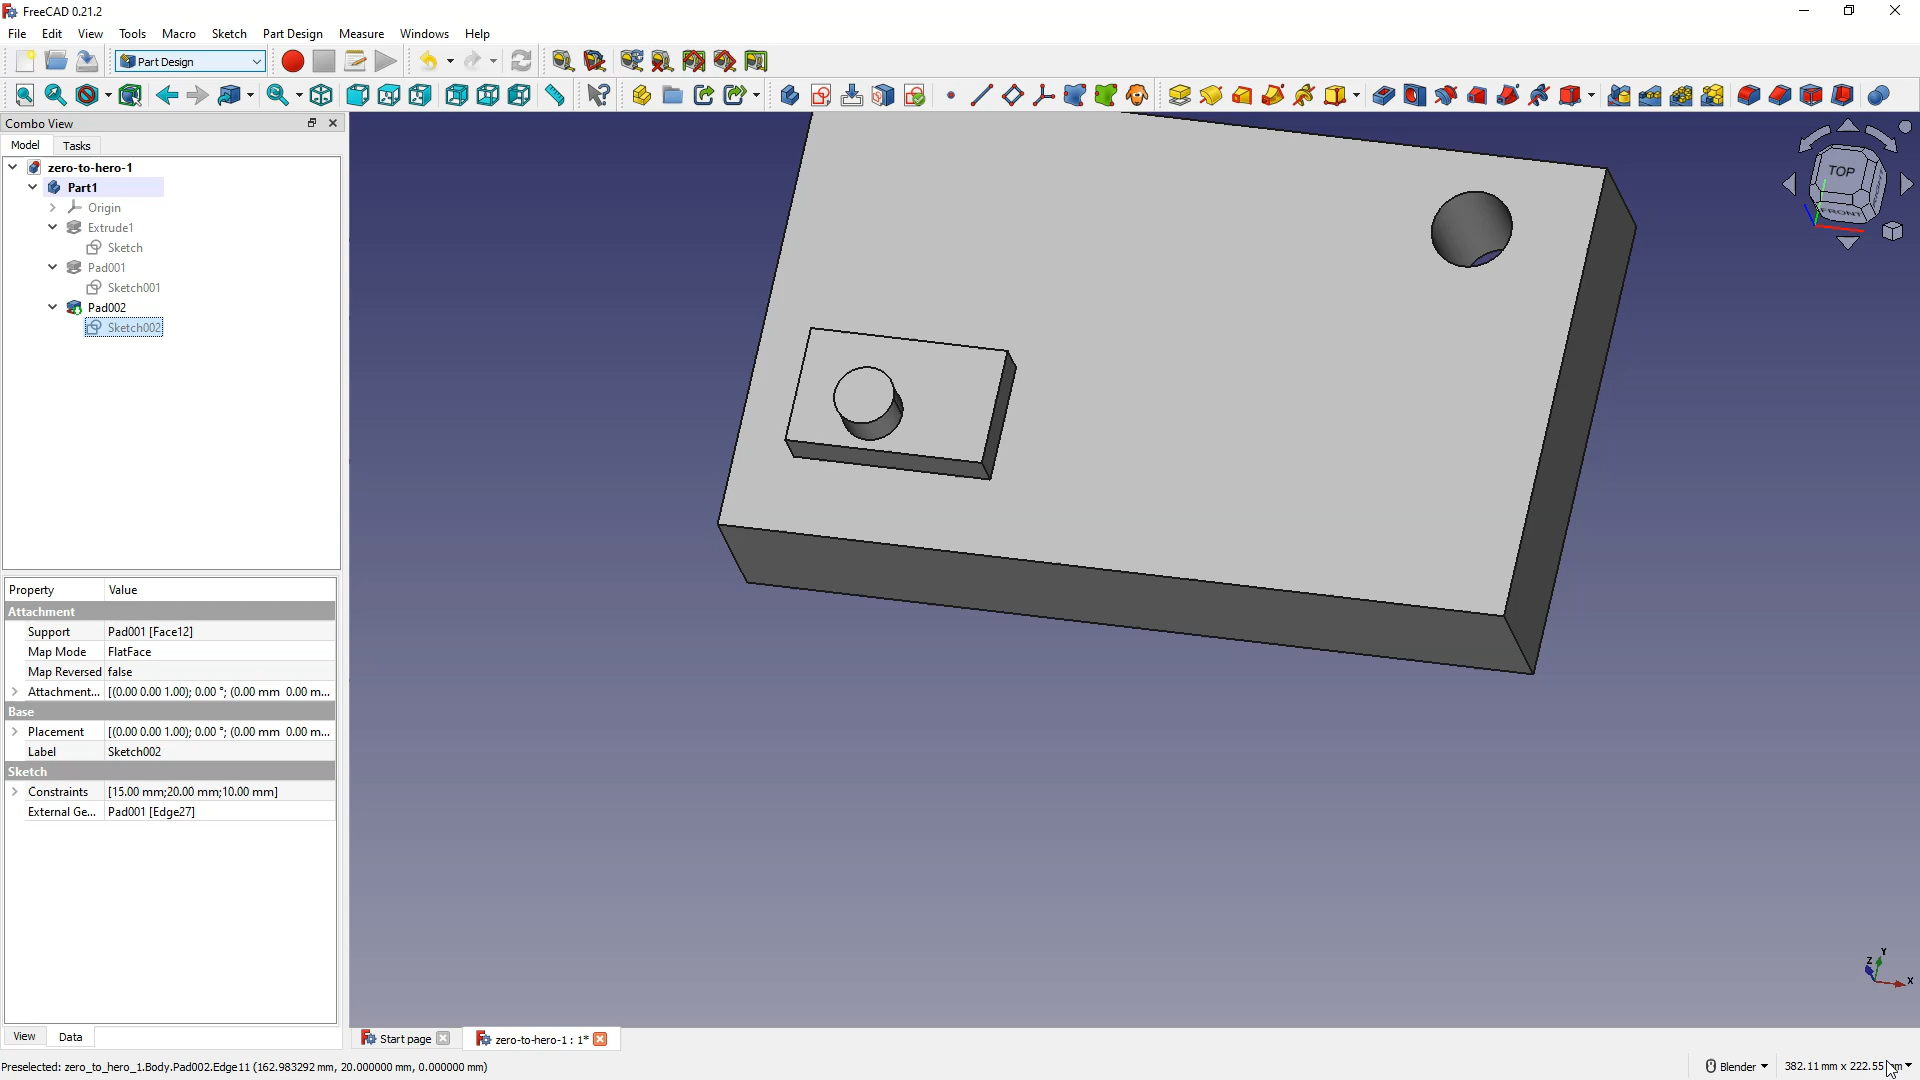 FreeCAD 0.21.2
File Edit View Tools Macro Sketch Part Design Measure Windows Help
Part Design
Combo View
Model Tasks
zero-to-hero-1
Part1
Origin
Extrude1
Sketch
Pad001
Sketch001
Pad002
Sketch002
TOP
FRONT
Property Value
Attachment
Support Pad001 [Face12]
Map Mode FlatFace
Map Reversed false
Attachment... [(0.00 0.00 1.00); 0.00 °; (0.00 mm 0.00 m...
Base
Placement [(0.00 0.00 1.00); 0.00 °; (0.00 mm 0.00 m...
Label Sketch002
Sketch
Constraints [15.00 mm;20.00 mm;10.00 mm]
External Ge... Pad001 [Edge27]
Y
Z
X
View Data
Start page zero-to-hero-1 : 1*
Preselected: zero_to_hero_1.Body.Pad002.Edge11 (162.983292 mm, 20.000000 mm, 0.000000 mm)
Blender 382.11 mm x 222.55